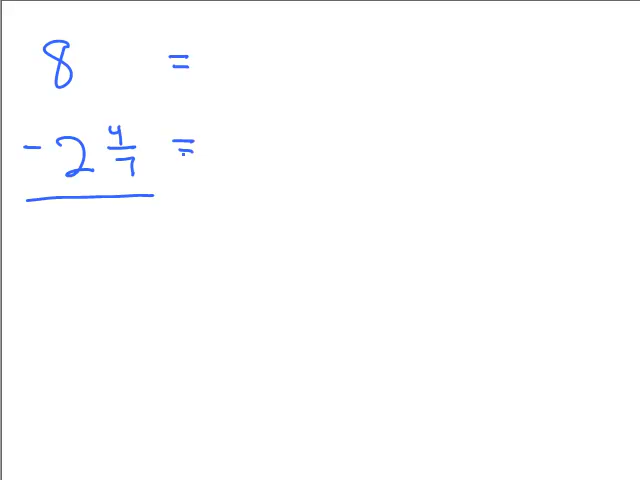 8 =
- 2 4/7 =